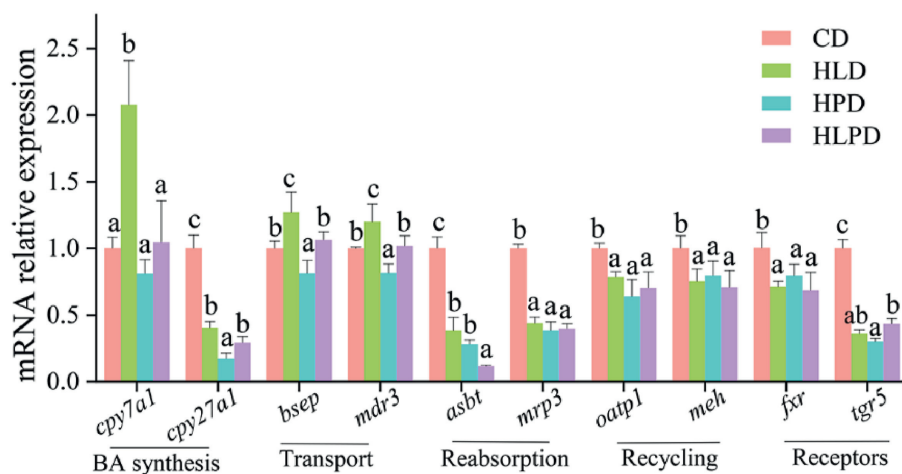 mRNA relative expression
2.5
2.0
1.5
1.0
0.5
0.0
CD
HLD
HPD
HLPD
a b a a
c b a b
b c a b
b c a b
c b b a
b a a a
b a a a
b a a a
b a a a
c ab a b
cpy7a1 cpy27a1 bsep mdr3 asbt mrp3 oatp1 meh fxr tgr5
BA synthesis Transport Reabsorption Recycling Receptors